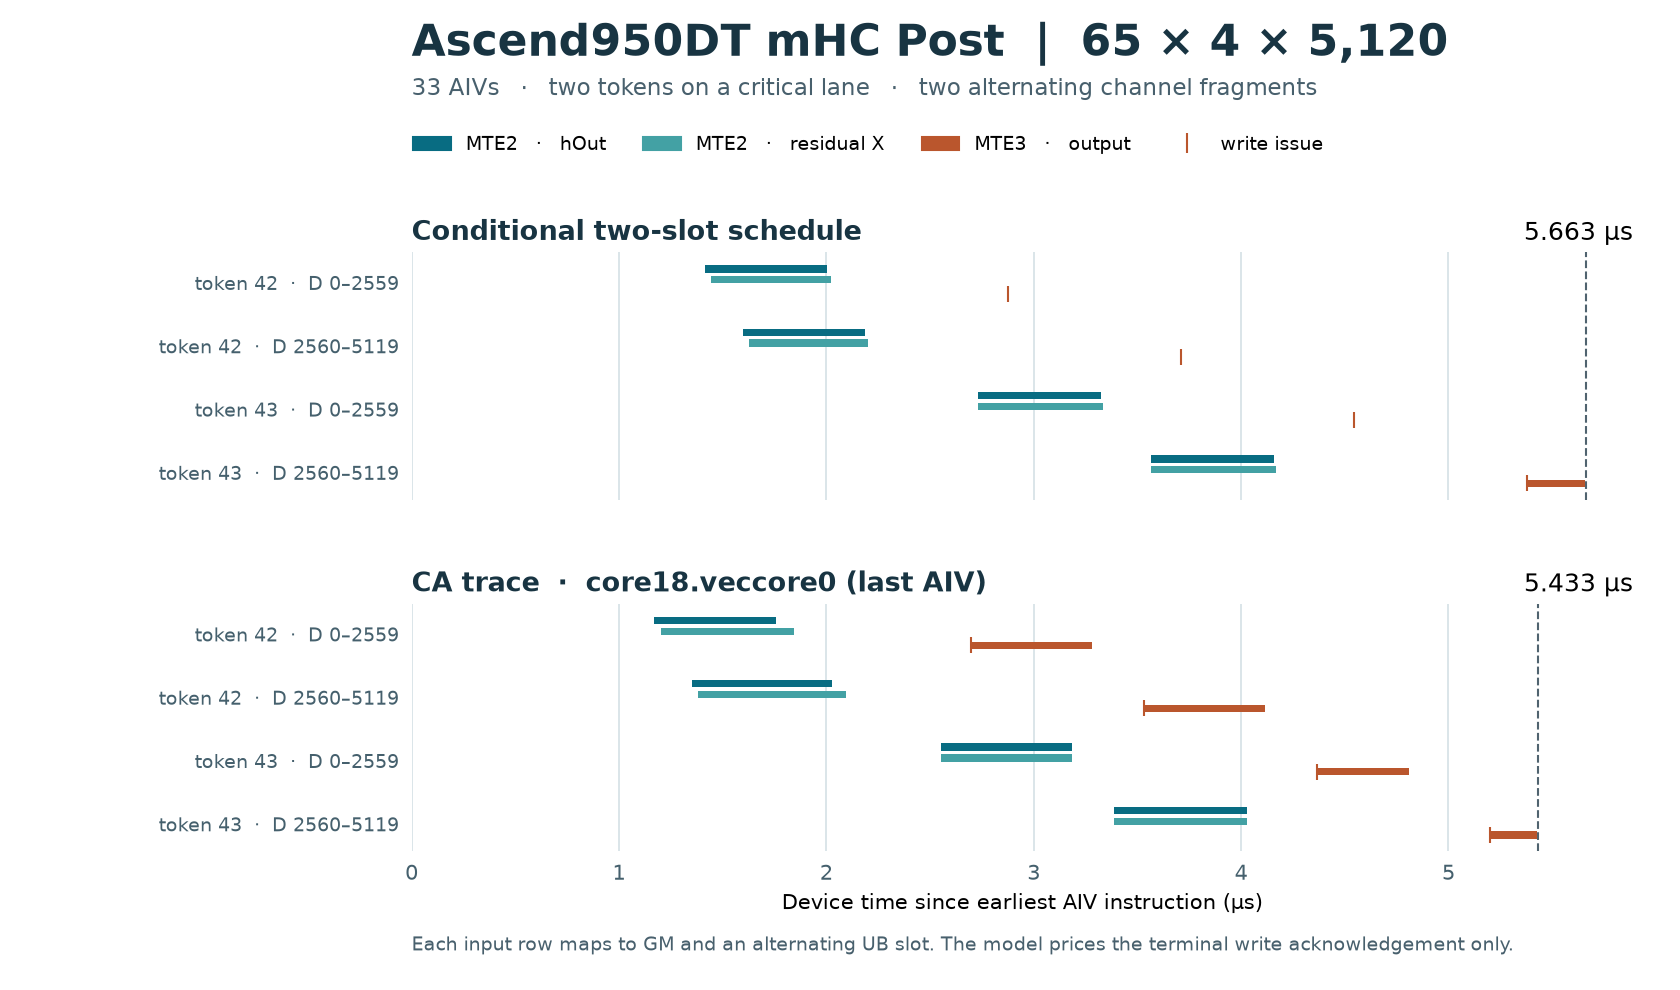 Ascend950DT mHC Post | 65 × 4 × 5,120
33 AIVs · two tokens on a critical lane · two alternating channel fragments
MTE2 · hOut MTE2 · residual X MTE3 · output write issue
Conditional two-slot schedule 5.663 µs
token 42 · D 0–2559
token 42 · D 2560–5119
token 43 · D 0–2559
token 43 · D 2560–5119
CA trace · core18.veccore0 (last AIV) 5.433 µs
token 42 · D 0–2559
token 42 · D 2560–5119
token 43 · D 0–2559
token 43 · D 2560–5119
0 1 2 3 4 5
Device time since earliest AIV instruction (µs)
Each input row maps to GM and an alternating UB slot. The model prices the terminal write acknowledgement only.